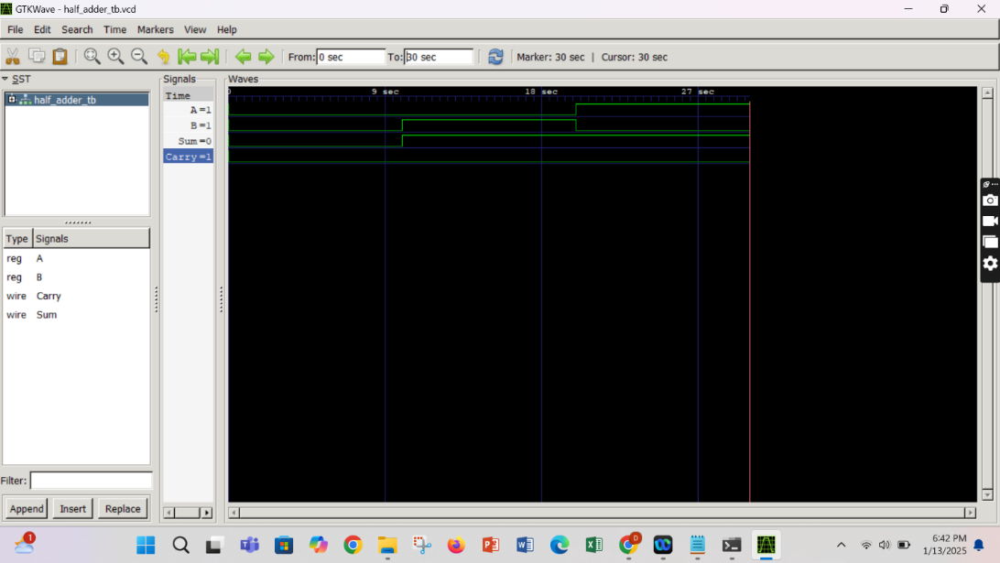 GTKWave - half_adder_tb.vcd
File Edit Search Time Markers View Help
From: 0 sec To: 30 sec Marker: 30 sec | Cursor: 30 sec
SST
half_adder_tb
Type Signals
reg A
reg B
wire Carry
wire Sum
Filter:
Append Insert Replace
Signals
Time
A=1
B=1
Sum=0
Carry=1
Waves
0 9 sec 18 sec 27 sec
1
D
6:42 PM
1/13/2025